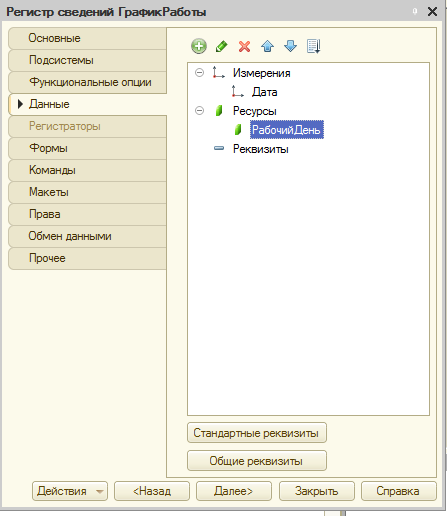 Регистр сведений ГрафикРаботы
Основные
Подсистемы
Функциональные опции
Данные
Регистраторы
Формы
Команды
Макеты
Права
Обмен данными
Прочее
Измерения
Дата
Ресурсы
РабочийДень
Реквизиты
Стандартные реквизиты
Общие реквизиты
Действия
<Назад
Далее>
Закрыть
Справка